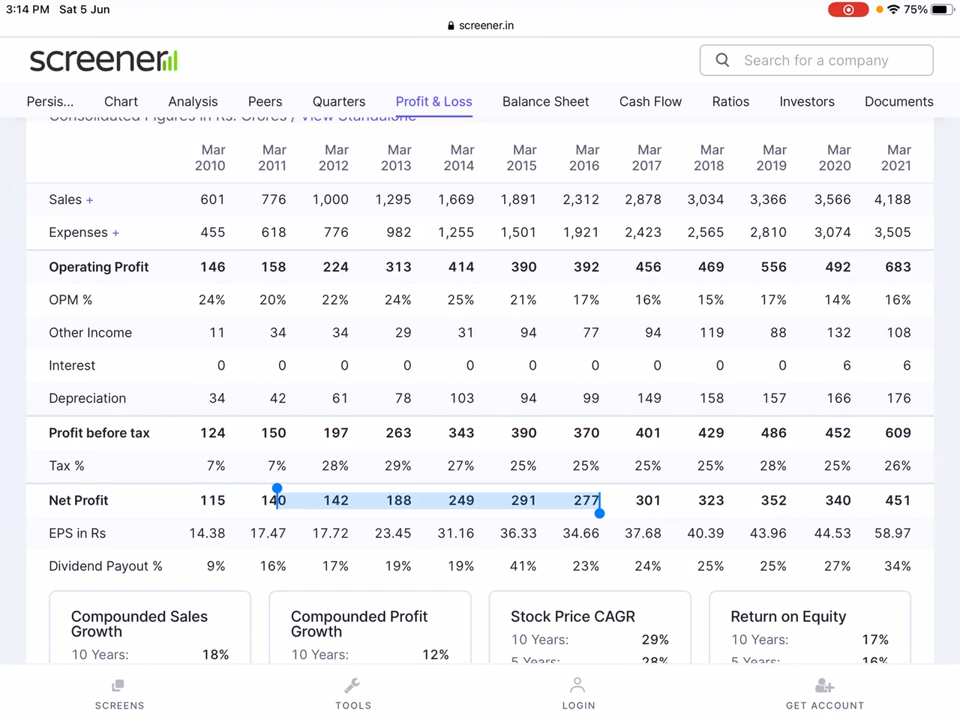 3:14 PM Sat 5 Jun 75%
screener.in
screener
Search for a company
Persis... Chart Analysis Peers Quarters Profit & Loss Balance Sheet Cash Flow Ratios Investors Documents
Consolidated Figures in Rs. Crores / View Standalone
Mar 2010 Mar 2011 Mar 2012 Mar 2013 Mar 2014 Mar 2015 Mar 2016 Mar 2017 Mar 2018 Mar 2019 Mar 2020 Mar 2021
Sales + 601 776 1,000 1,295 1,669 1,891 2,312 2,878 3,034 3,366 3,566 4,188
Expenses + 455 618 776 982 1,255 1,501 1,921 2,423 2,565 2,810 3,074 3,505
Operating Profit 146 158 224 313 414 390 392 456 469 556 492 683
OPM % 24% 20% 22% 24% 25% 21% 17% 16% 15% 17% 14% 16%
Other Income 11 34 34 29 31 94 77 94 119 88 132 108
Interest 0 0 0 0 0 0 0 0 0 0 6 6
Depreciation 34 42 61 78 103 94 99 149 158 157 166 176
Profit before tax 124 150 197 263 343 390 370 401 429 486 452 609
Tax % 7% 7% 28% 29% 27% 25% 25% 25% 25% 28% 25% 26%
Net Profit 115 140 142 188 249 291 277 301 323 352 340 451
EPS in Rs 14.38 17.47 17.72 23.45 31.16 36.33 34.66 37.68 40.39 43.96 44.53 58.97
Dividend Payout % 9% 16% 17% 19% 19% 41% 23% 24% 25% 25% 27% 34%
Compounded Sales Growth
10 Years: 18%
Compounded Profit Growth
10 Years: 12%
Stock Price CAGR
10 Years: 29%
5 Years: 28%
Return on Equity
10 Years: 17%
5 Years: 16%
SCREENS TOOLS LOGIN GET ACCOUNT